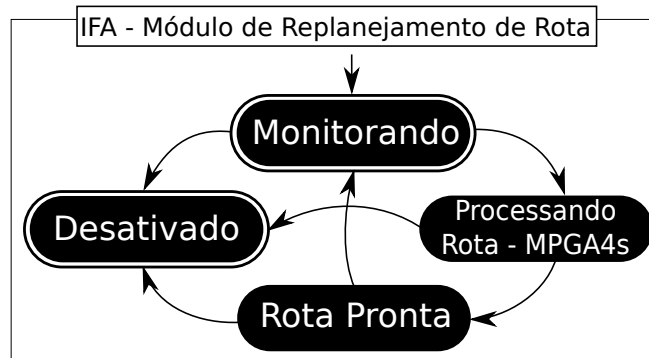 IFA - Módulo de Replanejamento de Rota
Monitorando
Desativado
Processando
Rota - MPGA4s
Rota Pronta